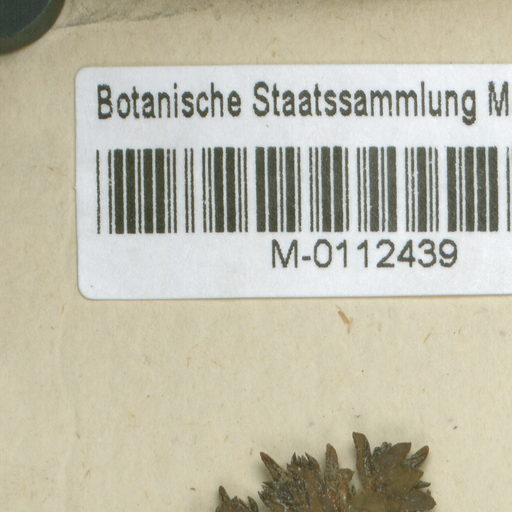 Botanische Staatssammlung M
M-0112439